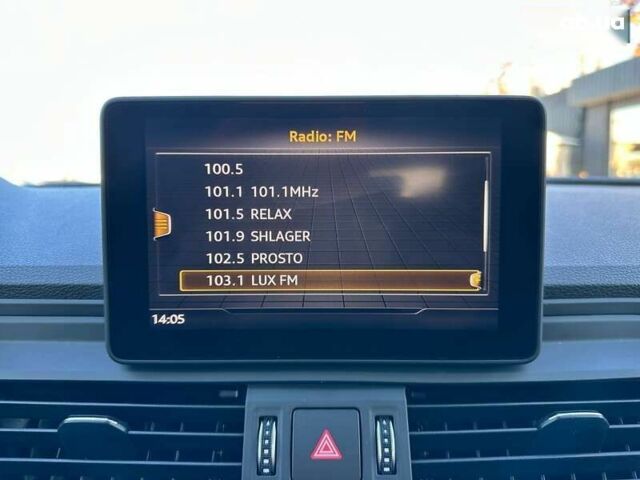 Radio: FM
100.5
101.1 101.1MHz
101.5 RELAX
101.9 SHLAGER
102.5 PROSTO
103.1 LUX FM
14:05